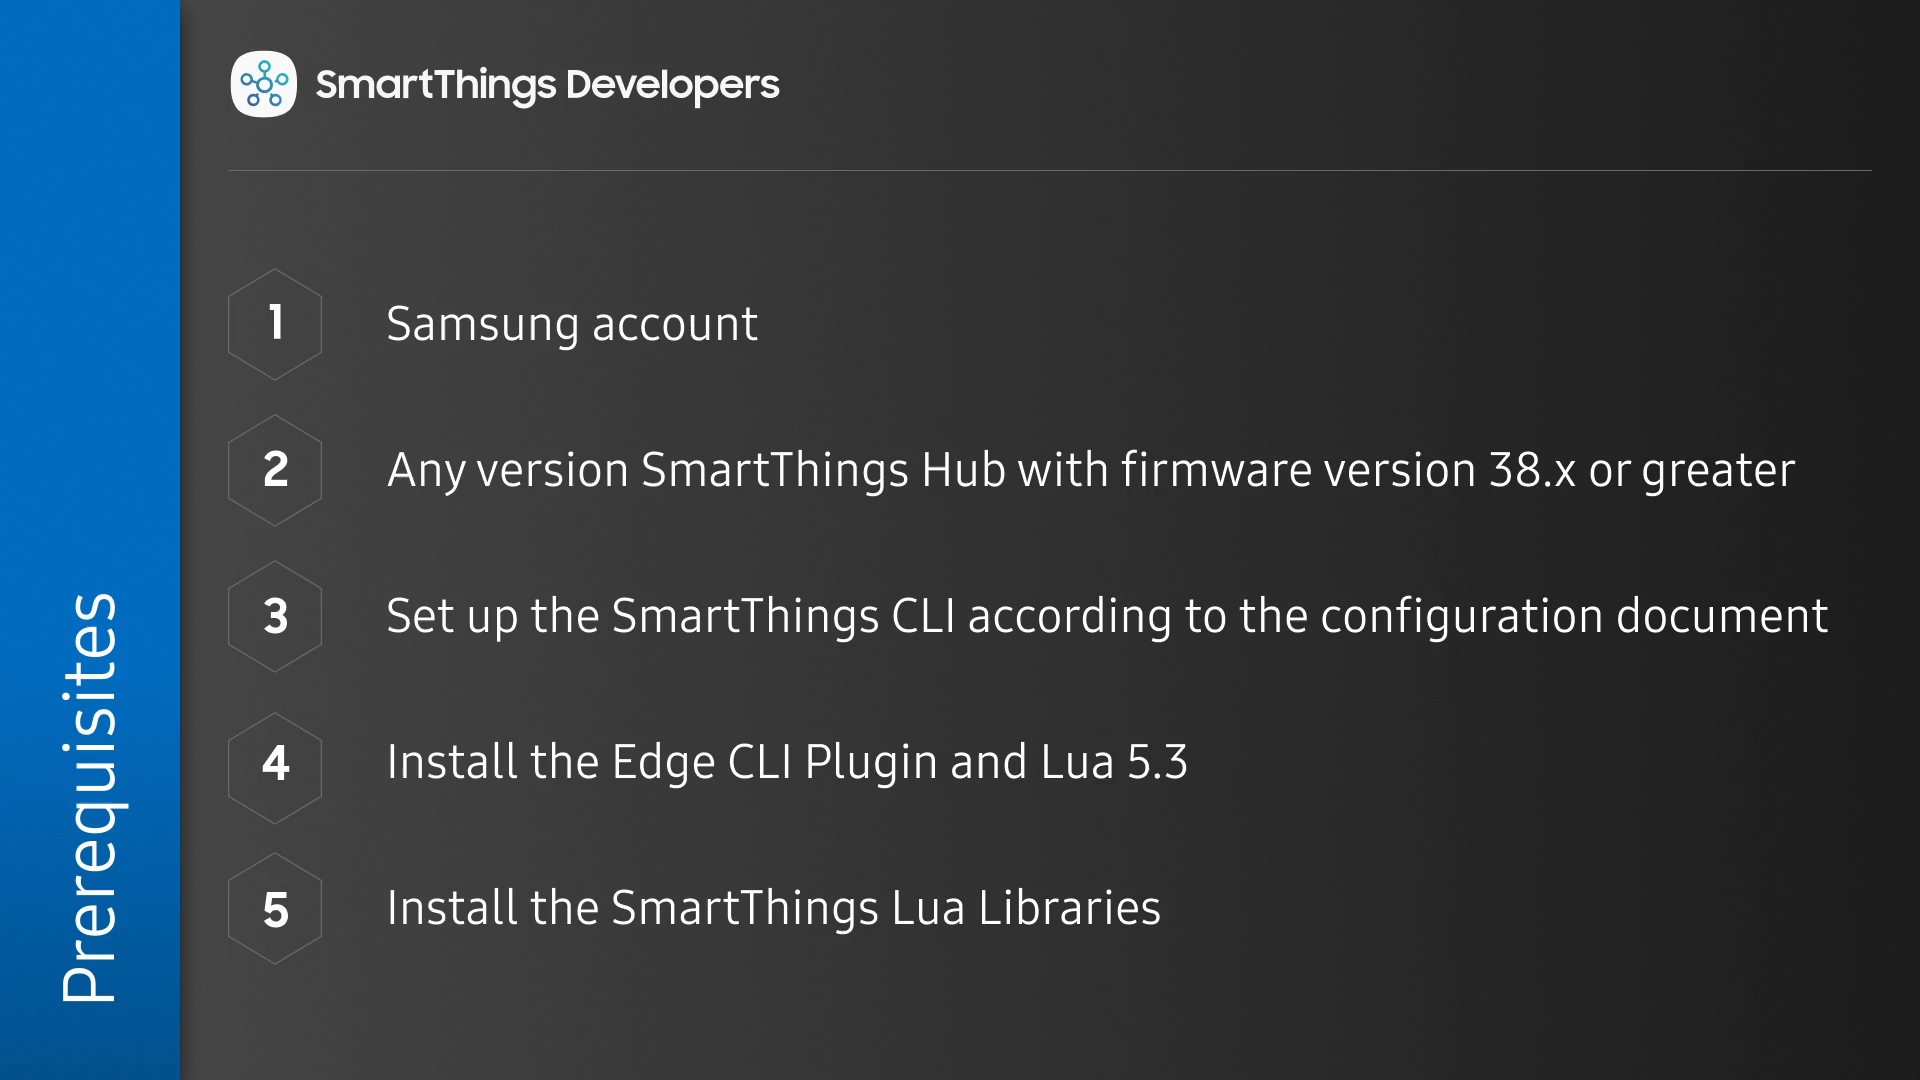 SmartThings Developers
1 Samsung account
2 Any version SmartThings Hub with firmware version 38.x or greater
3 Set up the SmartThings CLI according to the configuration document
4 Install the Edge CLI Plugin and Lua 5.3
5 Install the SmartThings Lua Libraries
Prerequisites